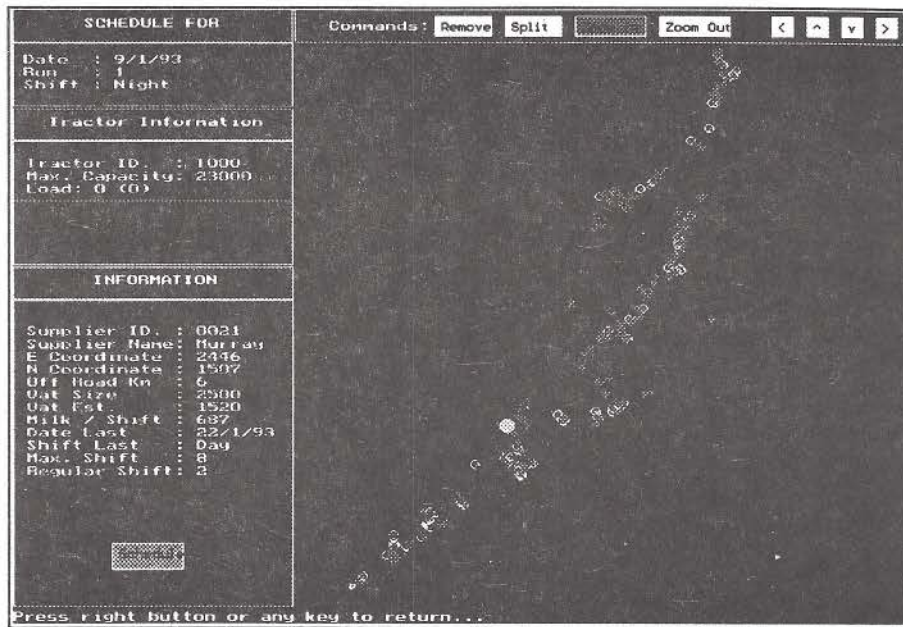 SCHEDULE FOR
Commands: Remove Split Zoom Out < ^ v >
Date : 9/1/93
Run : 1
Shift : Night
Tractor Information
Tractor ID. : 1000
Max. Capacity: 23000
Load: 0 (0)
INFORMATION
Supplier ID. : 0021
Supplier Name: Murray
E Coordinate : 2446
N Coordinate : 1507
Off Road Km : 6
Vat Size : 2500
Vat Est : 1520
Milk / Shift : 687
Date Last : 22/1/93
Shift Last : Day
Max. Shift : 8
Regular Shift: 2
Press right button or any key to return...